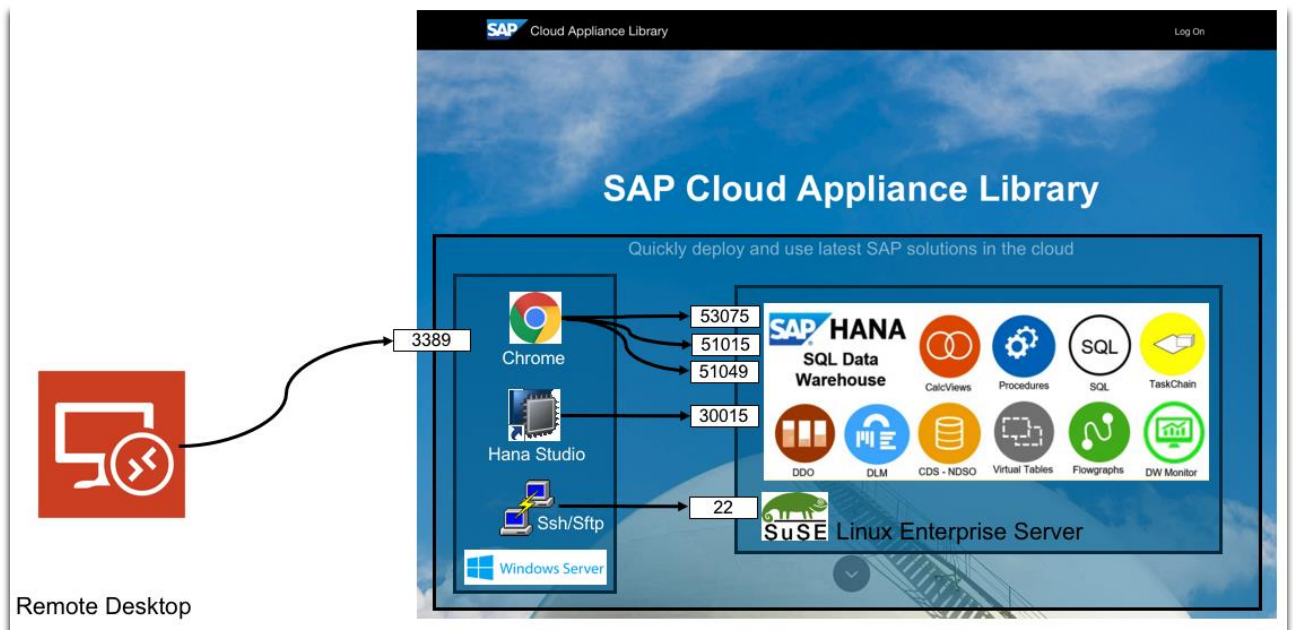 SAP Cloud Appliance Library
Log On
SAP Cloud Appliance Library
Quickly deploy and use latest SAP solutions in the cloud
3389
Chrome
Hana Studio
Ssh/Sftp
Windows Server
53075
51015
51049
30015
22
SAP HANA
SQL Data
Warehouse
CalcViews
Procedures
SQL
SQL
TaskChain
DDO
DLM
CDS - NDSO
Virtual Tables
Flowgraphs
DW Monitor
SuSE Linux Enterprise Server
Remote Desktop